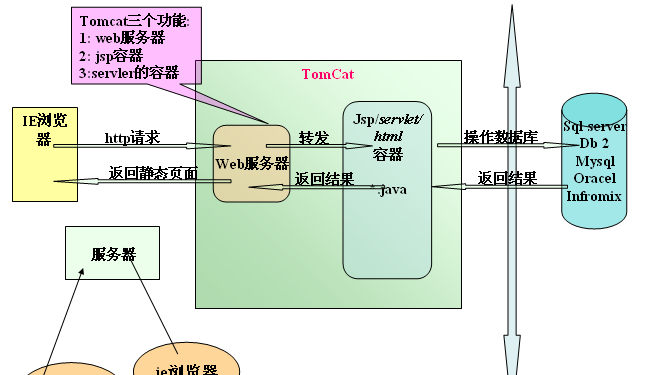 Tomcat三个功能:
1: web服务器
2: jsp容器
3:servler的容器
TomCat
IE浏览
器
http请求
返回静态页面
Web服务器
转发
返回结果
Jsp/servlet/
html
容器
*.java
操作数据库
返回结果
Sql server
Db 2
Mysql
Oracel
Infromix
服务器
ie浏览器